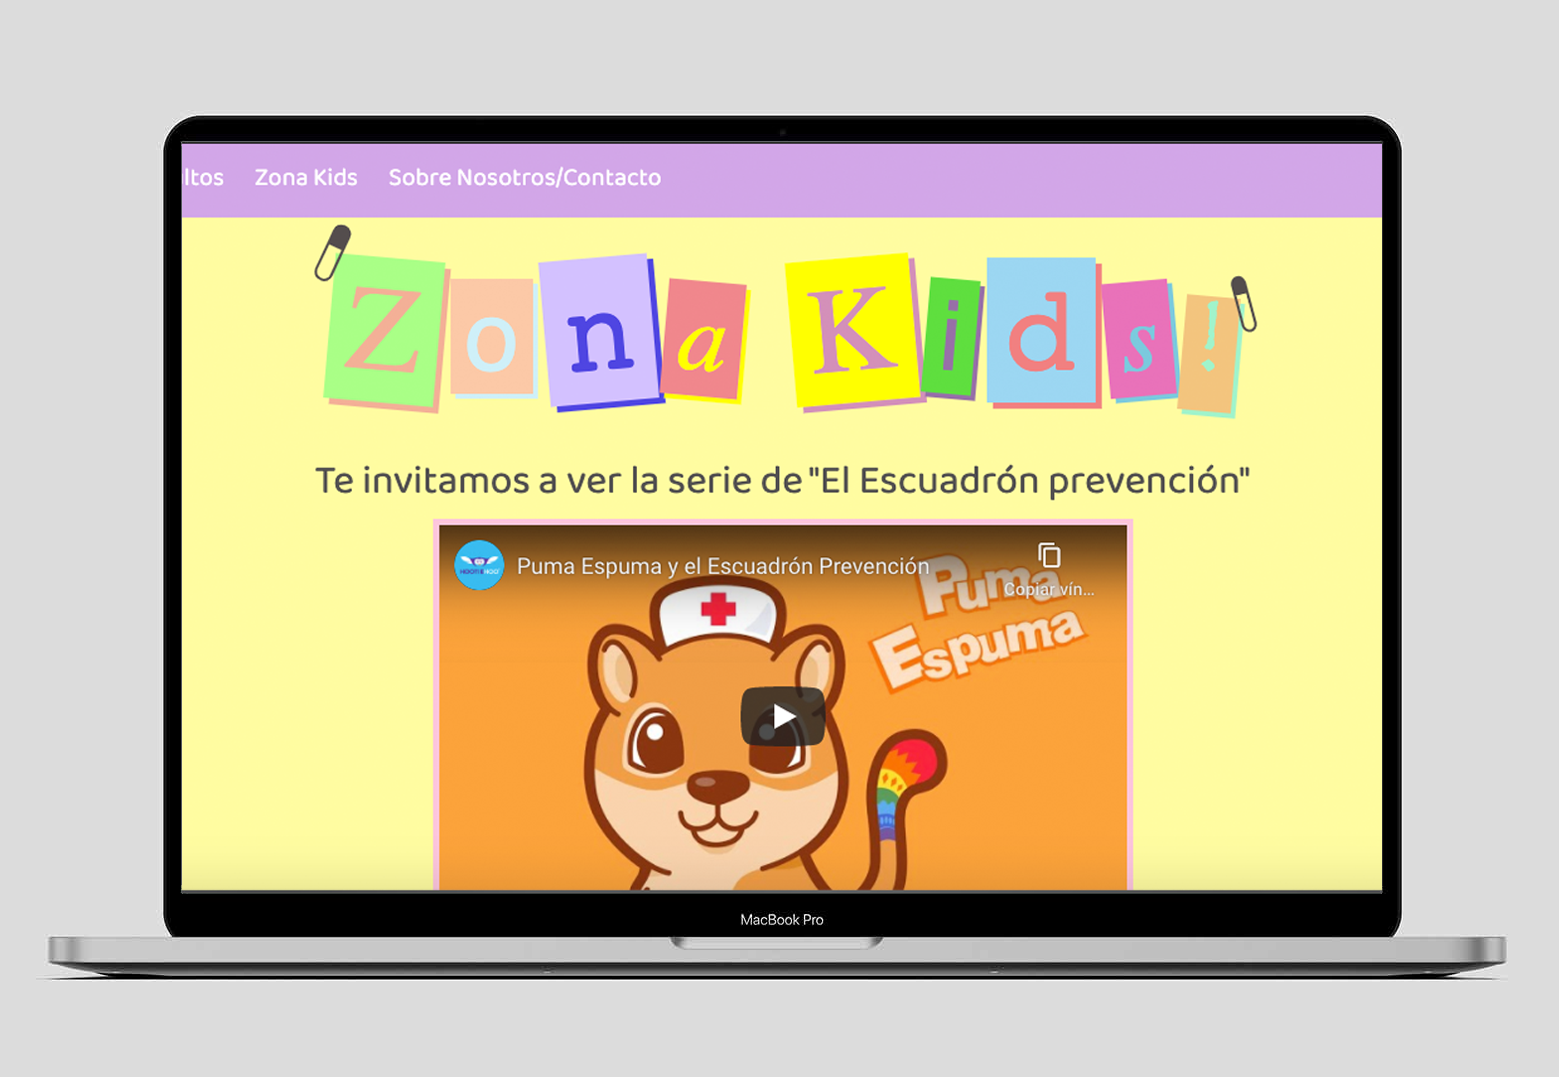 ltos Zona Kids Sobre Nosotros/Contacto
Zona Kids!
Te invitamos a ver la serie de "El Escuadrón prevención"
Puma Espuma y el Escuadrón Prevención
Copiar vín...
Puma
Espuma
MacBook Pro